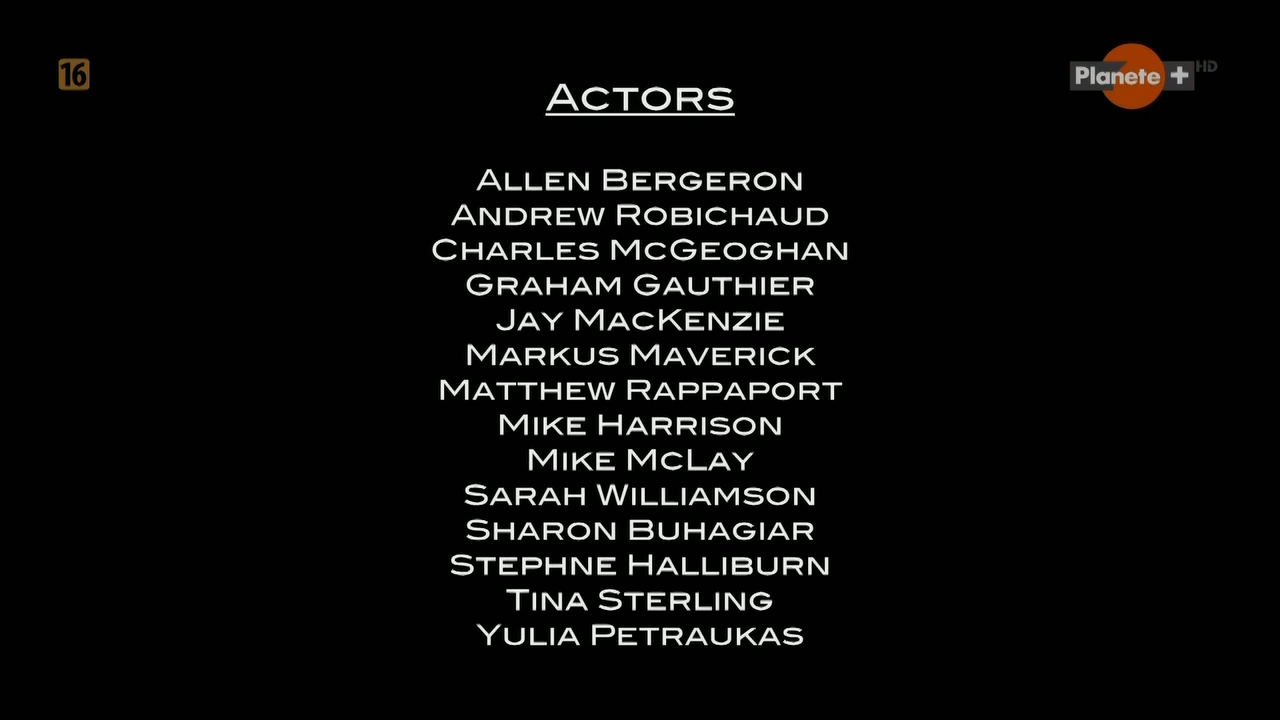 16
Planete + HD
ACTORS
ALLEN BERGERON
ANDREW ROBICHAUD
CHARLES MCGEOGHAN
GRAHAM GAUTHIER
JAY MACKENZIE
MARKUS MAVERICK
MATTHEW RAPPAPORT
MIKE HARRISON
MIKE MCLAY
SARAH WILLIAMSON
SHARON BUHAGIAR
STEPHNE HALLIBURN
TINA STERLING
YULIA PETRAUKAS